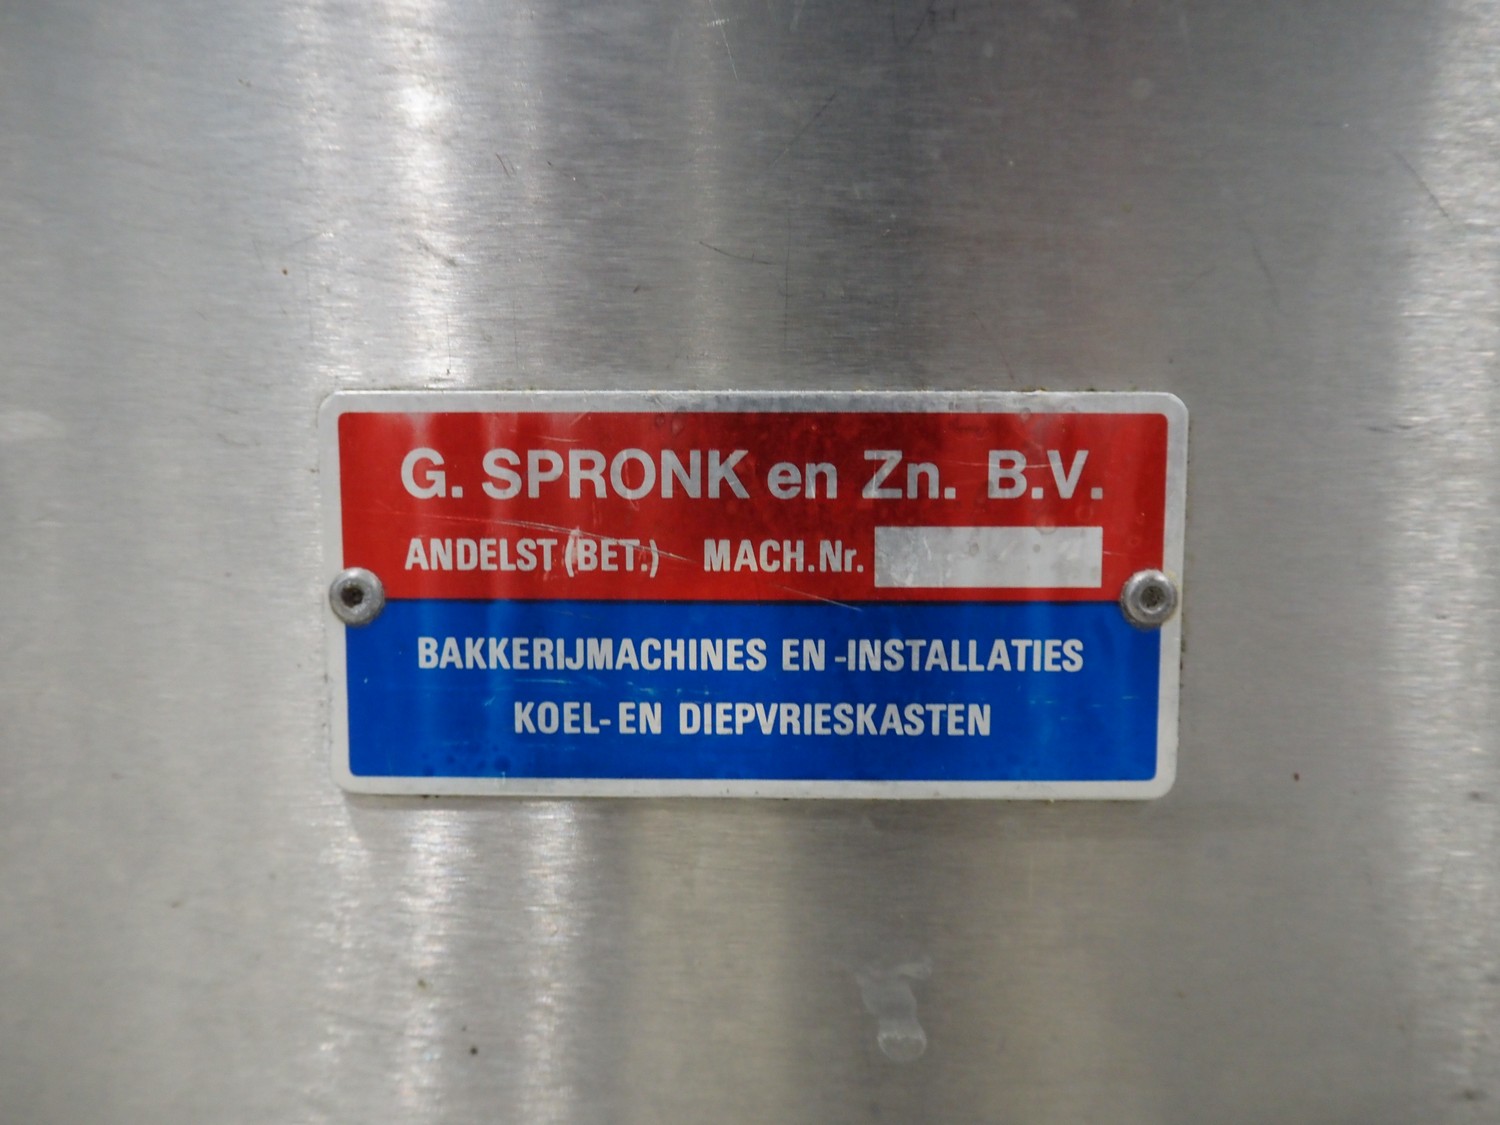 G. SPRONK en Zn. B.V.
ANDELST (BET.) MACH.Nr.
BAKKERIJMACHINES EN -INSTALLATIES
KOEL- EN DIEPVRIESKASTEN